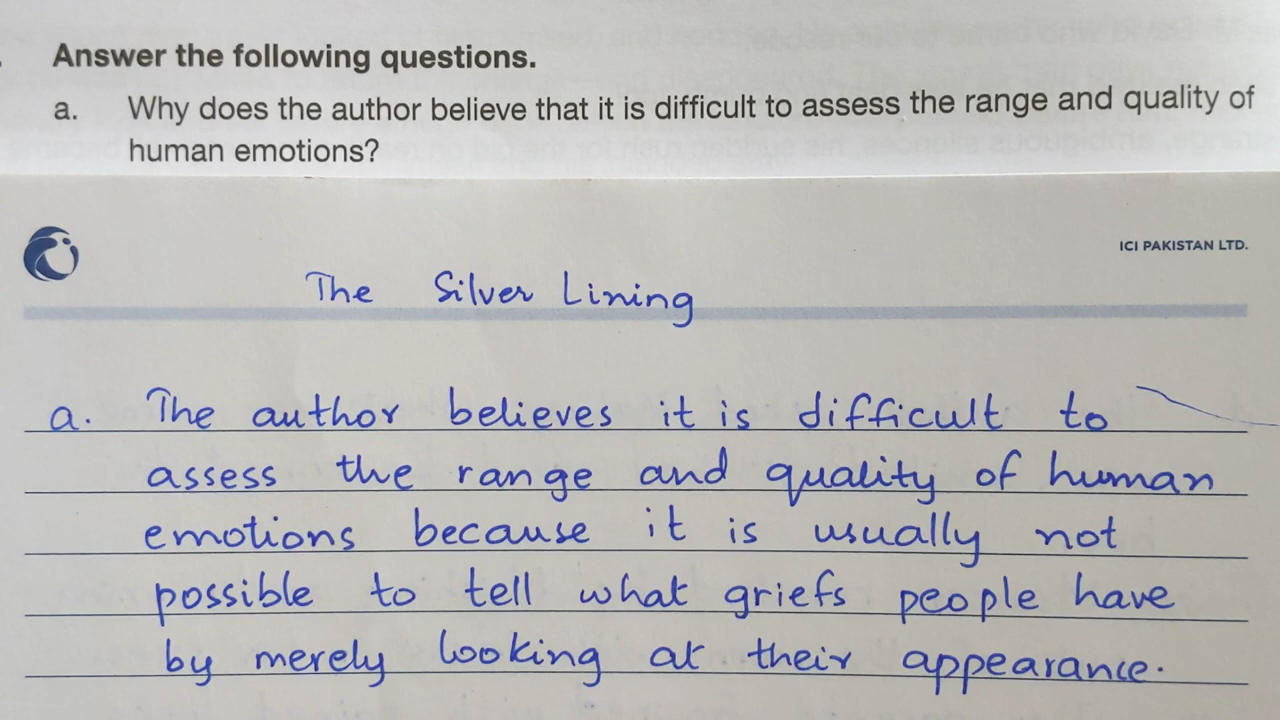 Answer the following questions.
a. Why does the author believe that it is difficult to assess the range and quality of
human emotions?
ICI PAKISTAN LTD.
The Silver Lining
a. The author believes it is difficult to
assess the range and quality of human
emotions because it is usually not
possible to tell what griefs people have
by merely looking at their appearance.